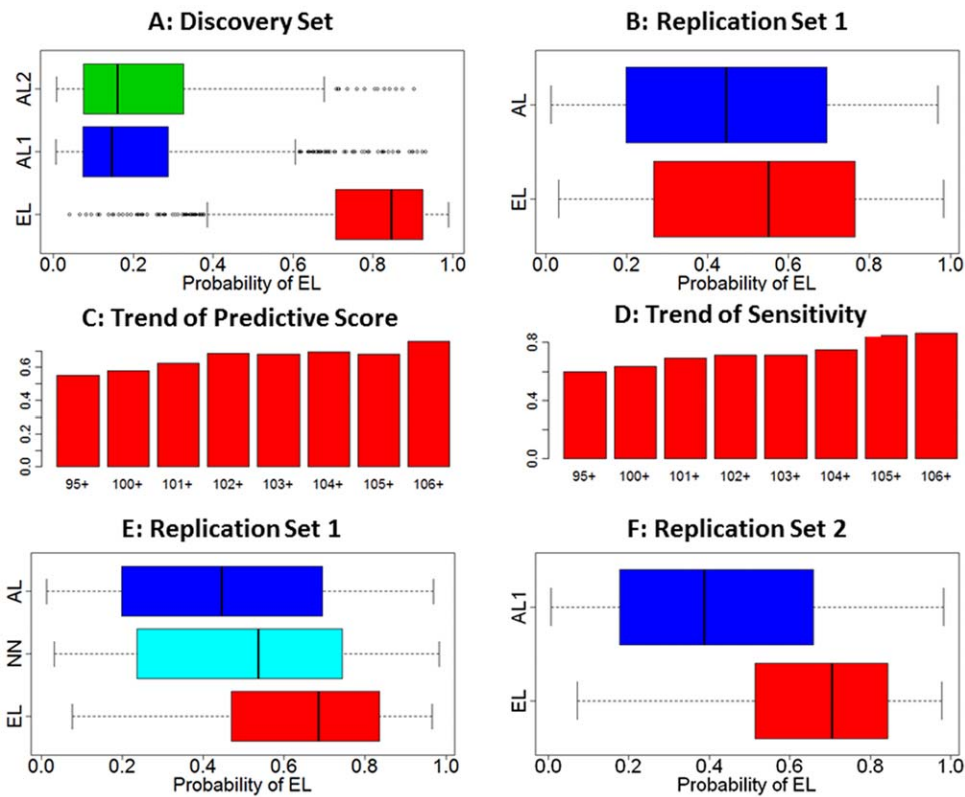 A: Discovery Set
AL2
AL1
EL
0.0 0.2 0.4 0.6 0.8 1.0
Probability of EL
B: Replication Set 1
AL
EL
0.0 0.2 0.4 0.6 0.8 1.0
Probability of EL
C: Trend of Predictive Score
0.6
0.4
0.2
0.0
95+ 100+ 101+ 102+ 103+ 104+ 105+ 106+
D: Trend of Sensitivity
0.8
0.4
0.0
95+ 100+ 101+ 102+ 103+ 104+ 105+ 106+
E: Replication Set 1
AL
NN
EL
0.0 0.2 0.4 0.6 0.8 1.0
Probability of EL
F: Replication Set 2
AL1
EL
0.0 0.2 0.4 0.6 0.8 1.0
Probability of EL